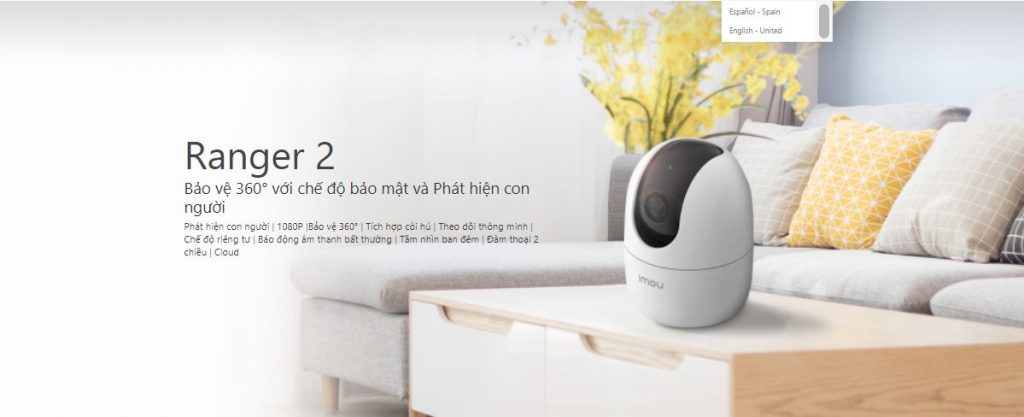 Español - Spain
English - United
Ranger 2
Bảo vệ 360° với chế độ bảo mật và Phát hiện con
người
Phát hiện con người | 1080P |Bảo vệ 360° | Tích hợp còi hú | Theo dõi thông minh |
Chế độ riêng tư | Báo động âm thanh bất thường | Tầm nhìn ban đêm | Đàm thoại 2
chiều | Cloud
imou